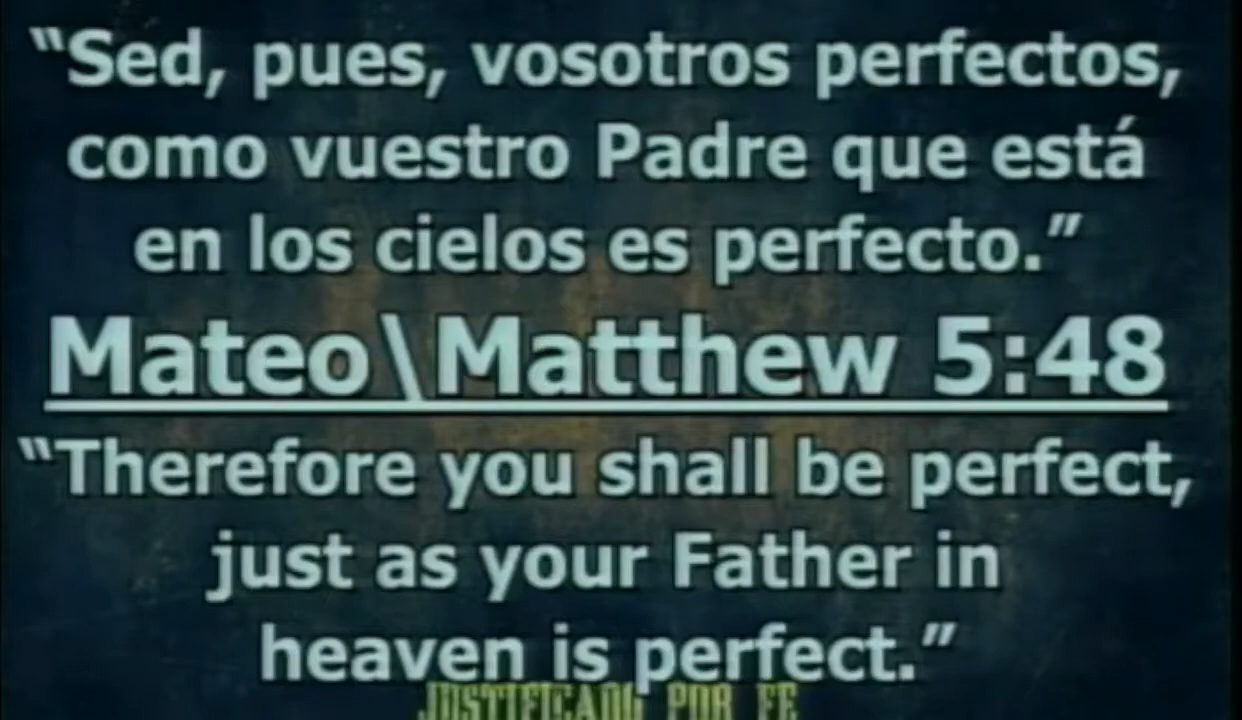 “Sed, pues, vosotros perfectos,
como vuestro Padre que está
en los cielos es perfecto.”
Mateo\Matthew 5:48
“Therefore you shall be perfect,
just as your Father in
heaven is perfect.”
JUSTIFICADO POR FE